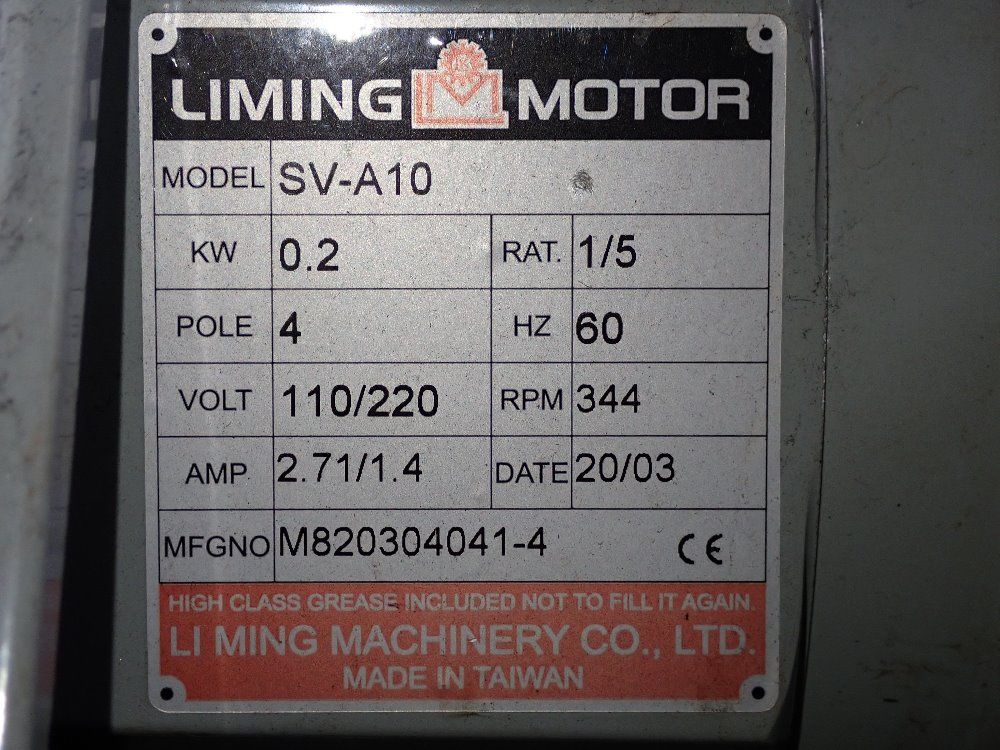 LIMING MOTOR
MODEL SV-A10
KW 0.2 RAT. 1/5
POLE 4 HZ 60
VOLT 110/220 RPM 344
AMP 2.71/1.4 DATE 20/03
MFGNO M820304041-4 CE
HIGH CLASS GREASE INCLUDED NOT TO FILL IT AGAIN.
LI MING MACHINERY CO., LTD.
MADE IN TAIWAN